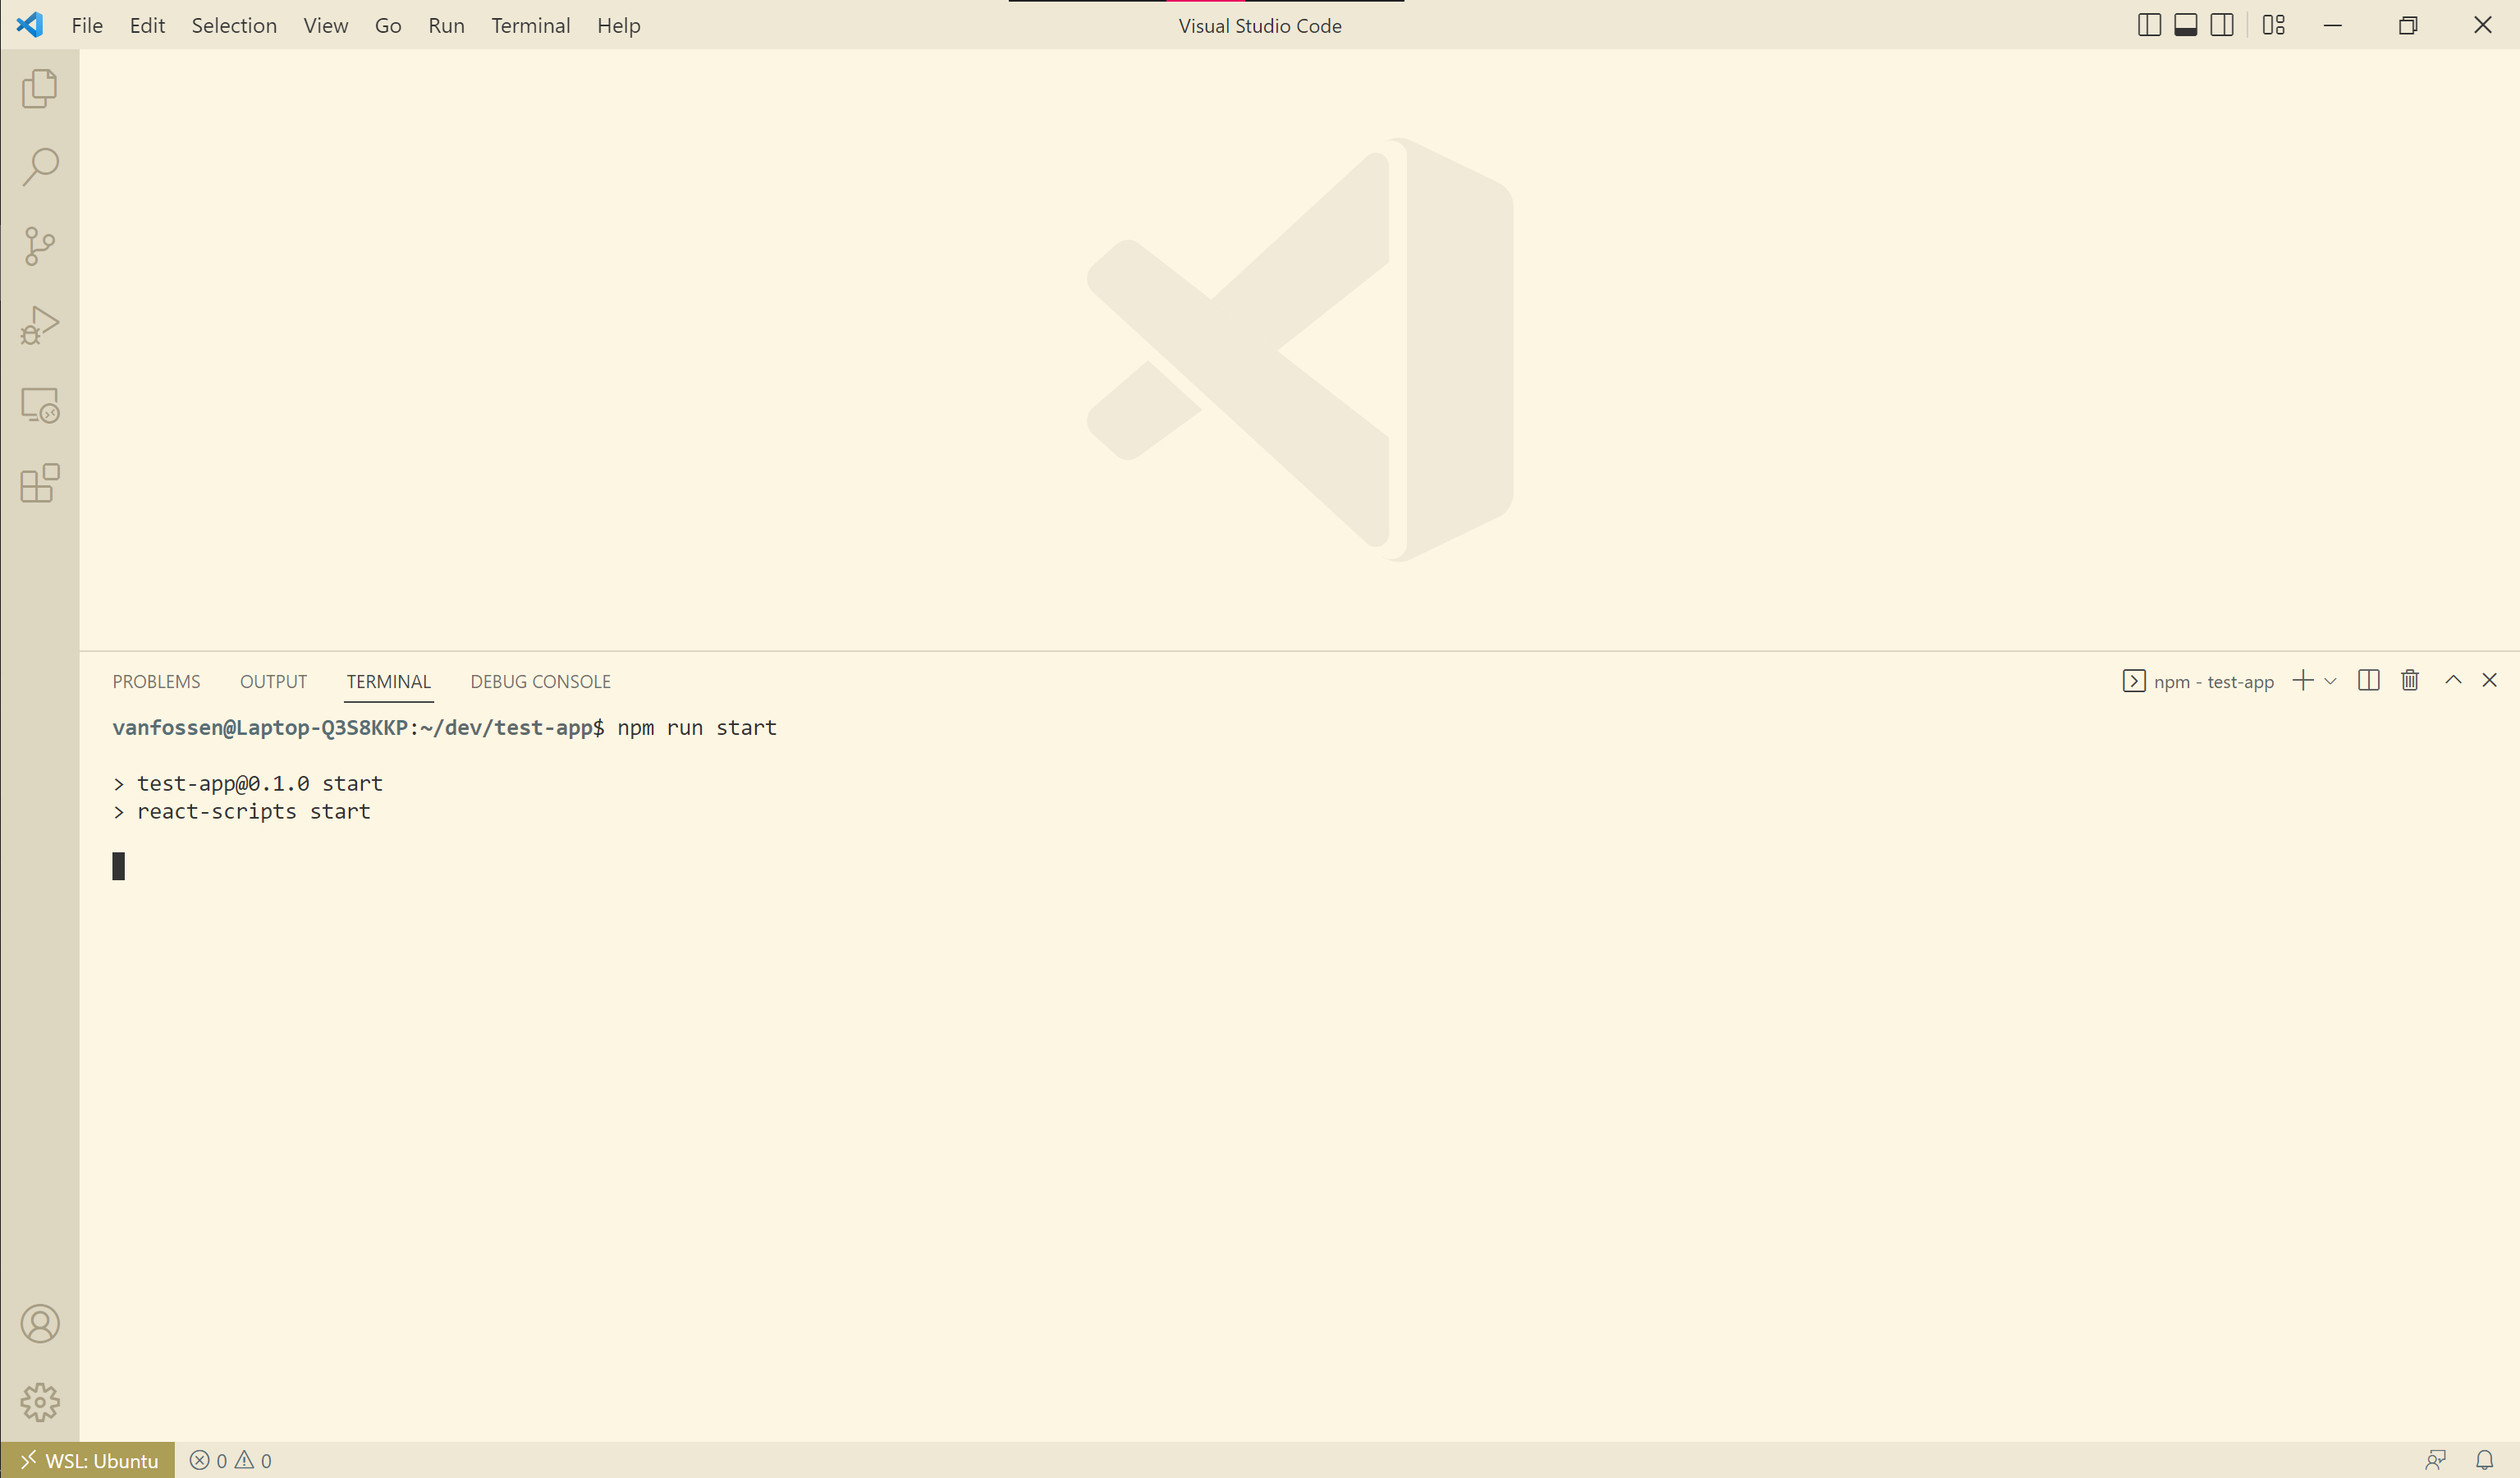 File Edit Selection View Go Run Terminal Help Visual Studio Code
PROBLEMS OUTPUT TERMINAL DEBUG CONSOLE npm - test-app
vanfossen@Laptop-Q3S8KKP:~/dev/test-app$ npm run start
> test-app@0.1.0 start
> react-scripts start
WSL: Ubuntu 0 0